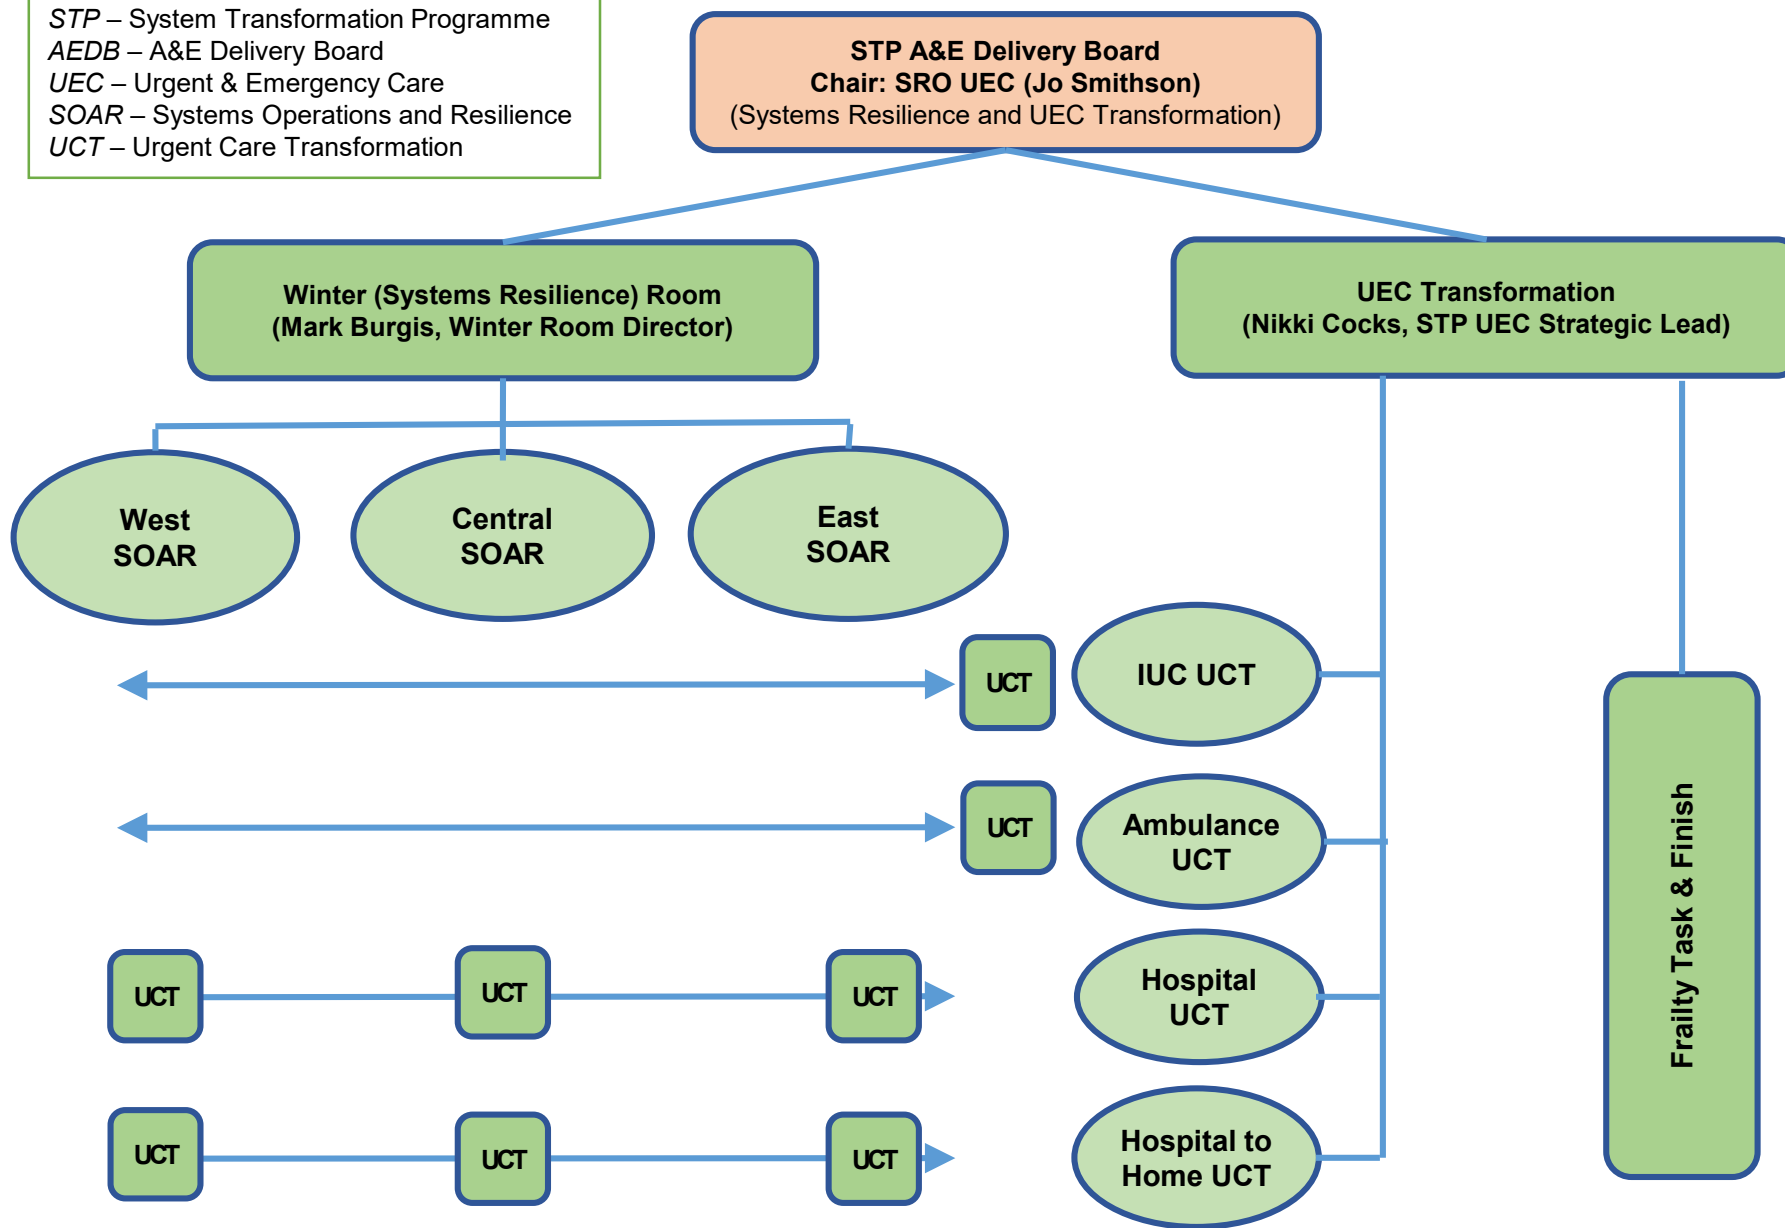 STP – System Transformation Programme
AEDB – A&E Delivery Board
UEC – Urgent & Emergency Care
SOAR – Systems Operations and Resilience
UCT – Urgent Care Transformation
STP A&E Delivery Board
Chair: SRO UEC (Jo Smithson)
(Systems Resilience and UEC Transformation)
Winter (Systems Resilience) Room
(Mark Burgis, Winter Room Director)
UEC Transformation
(Nikki Cocks, STP UEC Strategic Lead)
West
SOAR
Central
SOAR
East
SOAR
UCT
IUC UCT
UCT
Ambulance
UCT
UCT
UCT
UCT
Hospital
UCT
UCT
UCT
UCT
Hospital to
Home UCT
Frailty Task & Finish